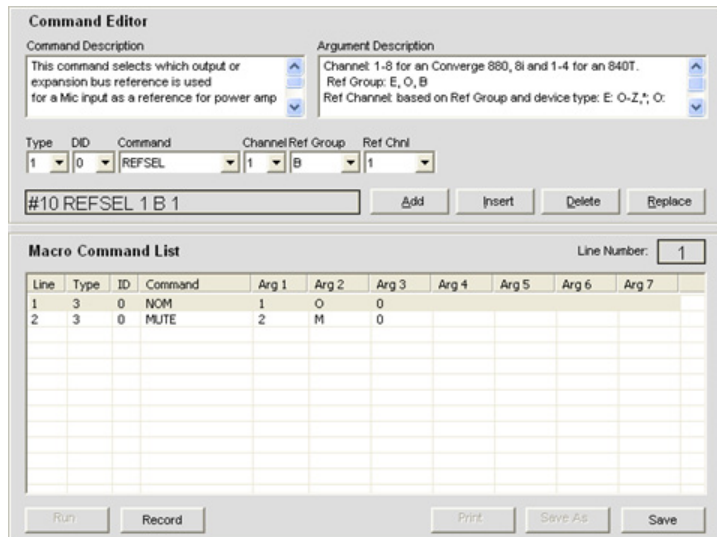 Command Editor
Command Description
Argument Description
This command selects which output or
expansion bus reference is used
for a Mic input as a reference for power amp
Channel: 1-8 for an Converge 880, 8i and 1-4 for an 840T.
Ref Group: E, O, B
Ref Channel: based on Ref Group and device type: E: O-Z,*; O:
Type DID Command Channel Ref Group Ref Chnl
1 0 REFSEL 1 B 1
#10 REFSEL 1 B 1
Add Insert Delete Replace
Macro Command List
Line Number: 1
Line Type ID Command Arg 1 Arg 2 Arg 3 Arg 4 Arg 5 Arg 6 Arg 7
1 3 0 NOM 1 O 0
2 3 0 MUTE 2 M 0
Run Record Print Save As Save